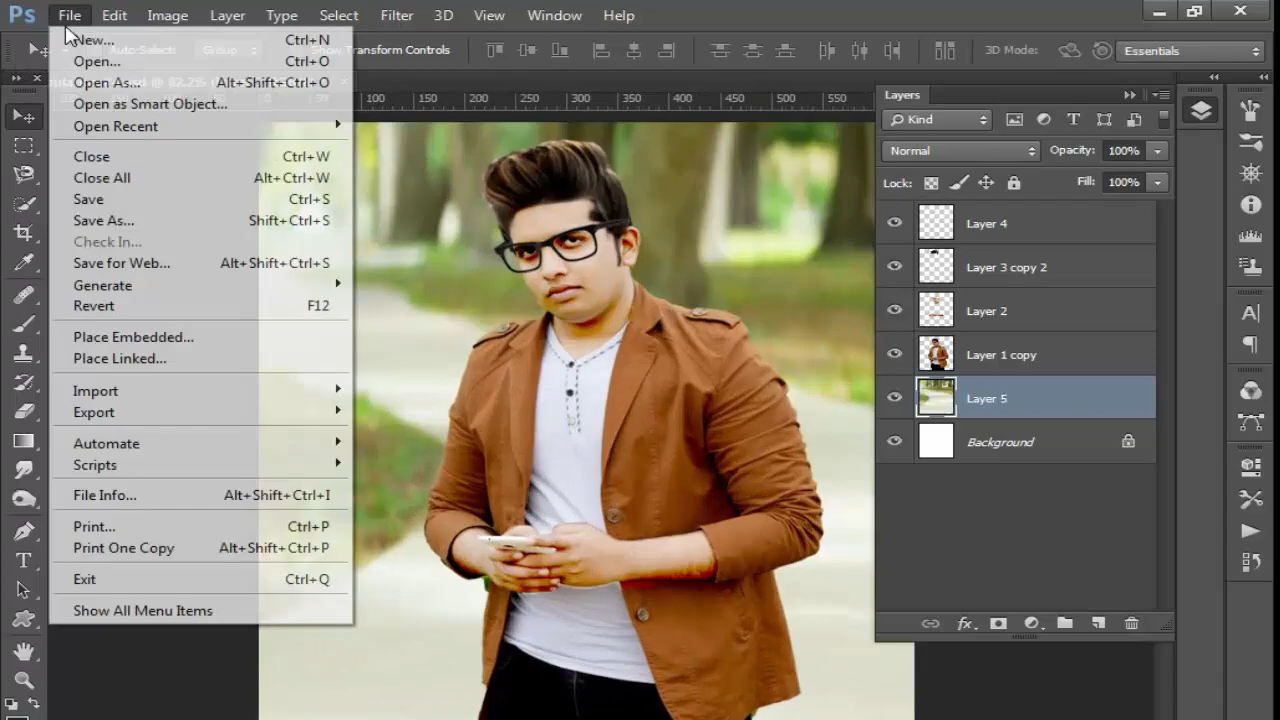 Ps File Edit Image Layer Type Select Filter 3D View Window Help
Auto-Select: Group Show Transform Controls 3D Mode: Essentials
New... Ctrl+N
Open... Ctrl+O
Open As... Alt+Shift+Ctrl+O
Open as Smart Object...
Open Recent
Close Ctrl+W
Close All Alt+Ctrl+W
Save Ctrl+S
Save As... Shift+Ctrl+S
Check In...
Save for Web... Alt+Shift+Ctrl+S
Generate
Revert F12
Place Embedded...
Place Linked...
Import
Export
Automate
Scripts
File Info... Alt+Shift+Ctrl+I
Print... Ctrl+P
Print One Copy Alt+Shift+Ctrl+P
Exit Ctrl+Q
Show All Menu Items
100 150 200 250 300 350 400 450 500 550
Layers
Kind
Normal Opacity: 100%
Lock: Fill: 100%
Layer 4
Layer 3 copy 2
Layer 2
Layer 1 copy
Layer 5
Background